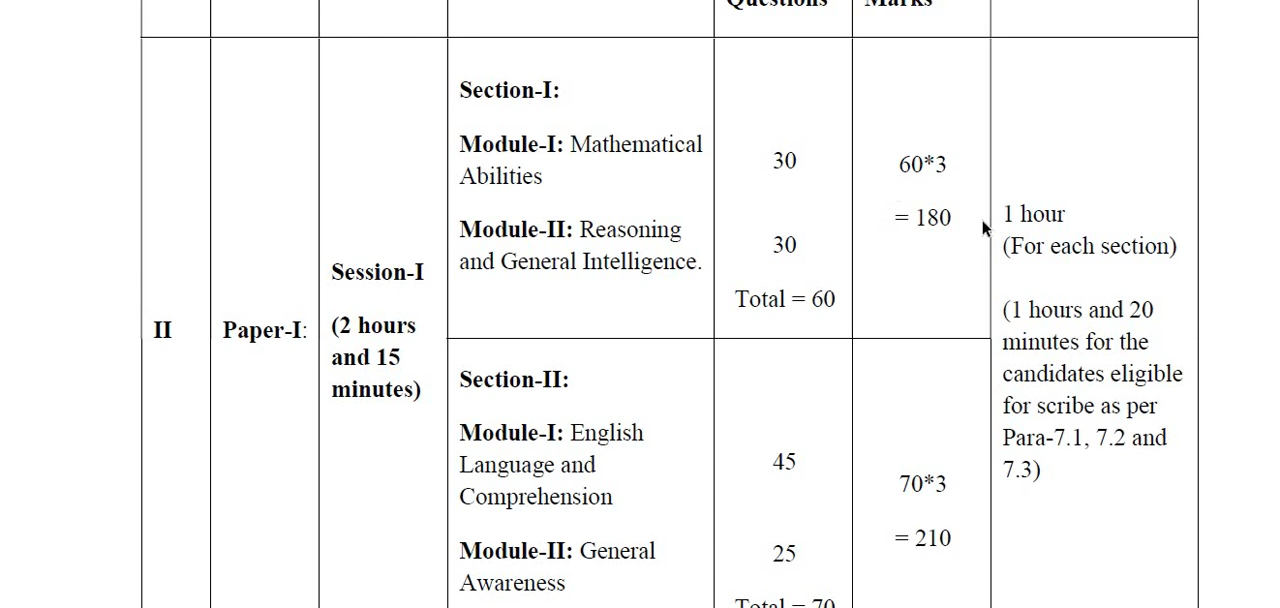 Questions
Marks
II
Paper-I:
Session-I
(2 hours
and 15
minutes)
Section-I:
Module-I: Mathematical
Abilities
Module-II: Reasoning
and General Intelligence.
30
30
Total = 60
60*3
= 180
Section-II:
Module-I: English
Language and
Comprehension
Module-II: General
Awareness
45
25
Total = 70
70*3
= 210
1 hour
(For each section)
(1 hours and 20
minutes for the
candidates eligible
for scribe as per
Para-7.1, 7.2 and
7.3)